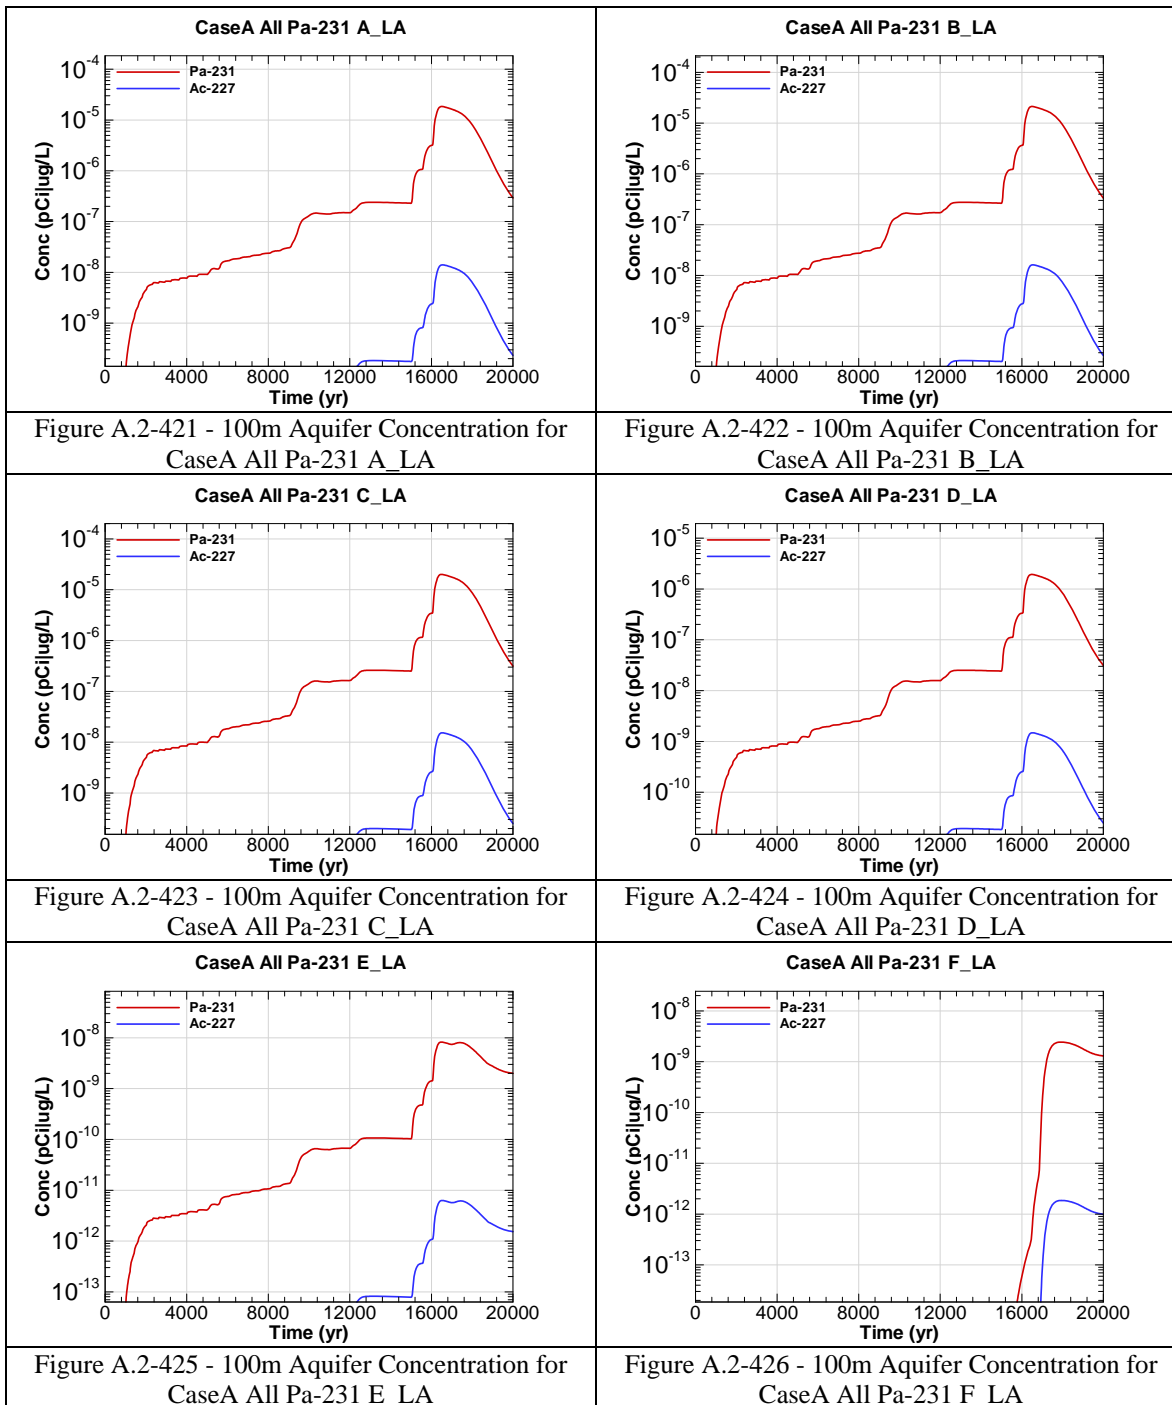 CaseA All Pa-231 A_LA
Pa-231
Ac-227
10-4
10-5
10-6
10-7
10-8
10-9
Conc (pCi|ug/L)
0 4000 8000 12000 16000 20000
Time (yr)
Figure A.2-421 - 100m Aquifer Concentration for
CaseA All Pa-231 A_LA
CaseA All Pa-231 B_LA
Pa-231
Ac-227
10-4
10-5
10-6
10-7
10-8
10-9
Conc (pCi|ug/L)
0 4000 8000 12000 16000 20000
Time (yr)
Figure A.2-422 - 100m Aquifer Concentration for
CaseA All Pa-231 B_LA
CaseA All Pa-231 C_LA
Pa-231
Ac-227
10-4
10-5
10-6
10-7
10-8
10-9
Conc (pCi|ug/L)
0 4000 8000 12000 16000 20000
Time (yr)
Figure A.2-423 - 100m Aquifer Concentration for
CaseA All Pa-231 C_LA
CaseA All Pa-231 D_LA
Pa-231
Ac-227
10-5
10-6
10-7
10-8
10-9
10-10
Conc (pCi|ug/L)
0 4000 8000 12000 16000 20000
Time (yr)
Figure A.2-424 - 100m Aquifer Concentration for
CaseA All Pa-231 D_LA
CaseA All Pa-231 E_LA
Pa-231
Ac-227
10-8
10-9
10-10
10-11
10-12
10-13
Conc (pCi|ug/L)
0 4000 8000 12000 16000 20000
Time (yr)
Figure A.2-425 - 100m Aquifer Concentration for
CaseA All Pa-231 E_LA
CaseA All Pa-231 F_LA
Pa-231
Ac-227
10-8
10-9
10-10
10-11
10-12
10-13
Conc (pCi|ug/L)
0 4000 8000 12000 16000 20000
Time (yr)
Figure A.2-426 - 100m Aquifer Concentration for
CaseA All Pa-231 F_LA